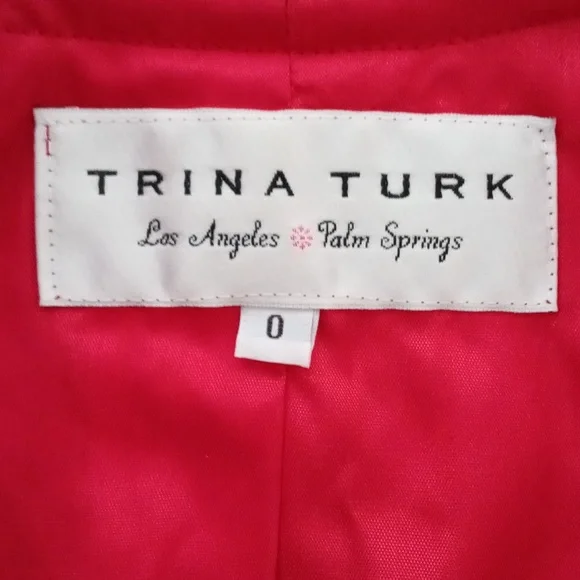 TRINA TURK
Los Angeles Palm Springs
0